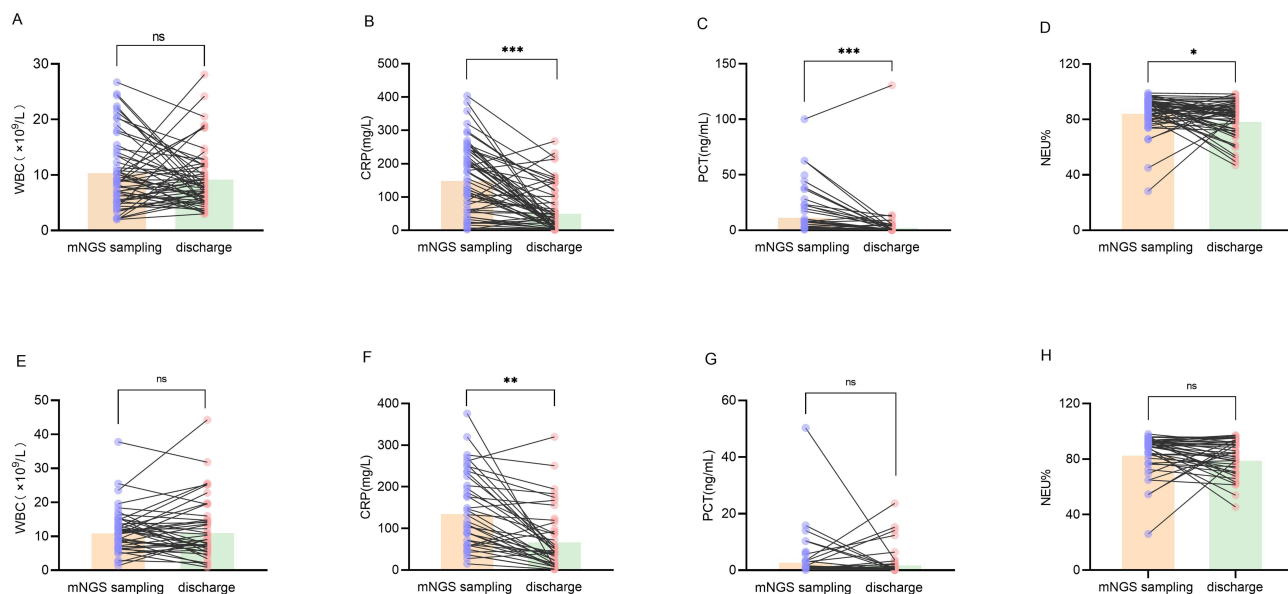 A
ns
WBC( ×10⁹/L)
30
20
10
0
mNGS sampling discharge
B
***
CRP(mg/L)
500
400
300
200
100
0
mNGS sampling discharge
C
***
PCT(ng/mL)
150
100
50
0
mNGS sampling discharge
D
*
NEU%
120
80
40
0
mNGS sampling discharge
E
ns
WBC( ×10⁹/L)
50
40
30
20
10
0
mNGS sampling discharge
F
**
CRP(mg/L)
400
300
200
100
0
mNGS sampling discharge
G
ns
PCT(ng/mL)
60
40
20
0
mNGS sampling discharge
H
ns
NEU%
120
80
40
0
mNGS sampling discharge